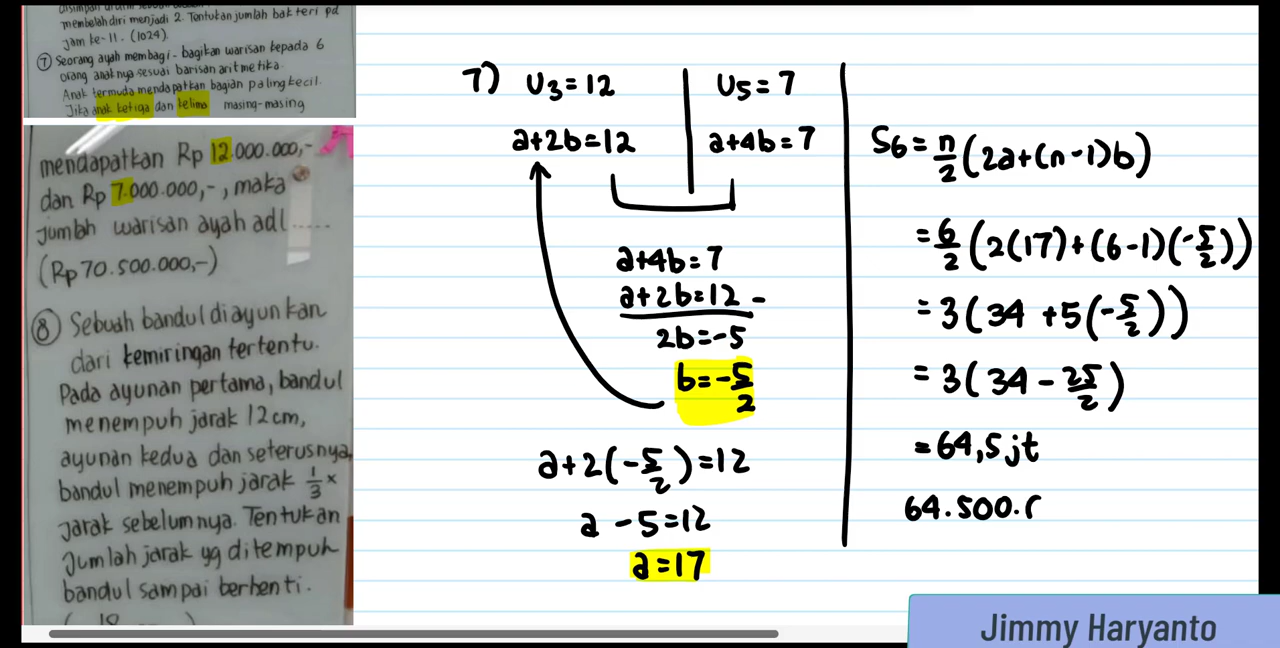 membelah diri menjadi 2. Tentukan jumlah bakteri pd
jam ke-11. (1024)
7 Seorang ayah membagi-bagikan warisan kepada 6
orang anaknya sesuai barisan aritmetika.
Anak termuda mendapatkan bagian paling kecil.
Jika anak ketiga dan kelima masing-masing
mendapatkan Rp 12.000.000,-
dan Rp 7.000.000,-, maka
jumlah warisan ayah adl .....
(Rp 70.500.000,-)
8 Sebuah bandul diayunkan
dari kemiringan tertentu.
Pada ayunan pertama, bandul
menempuh jarak 12 cm,
ayunan kedua dan seterusnya,
bandul menempuh jarak 1/3 x
jarak sebelumnya. Tentukan
jumlah jarak yg ditempuh
bandul sampai berhenti.
7) U3=12
a+2b=12
U5=7
a+4b=7
a+4b=7
a+2b=12 -
2b=-5
b=-5/2
a+2(-5/2)=12
a-5=12
a=17
S6=n/2(2a+(n-1)b)
=6/2(2(17)+(6-1)(-5/2))
=3(34+5(-5/2))
=3(34-25/2)
=64,5jt
64.500.
Jimmy Haryanto